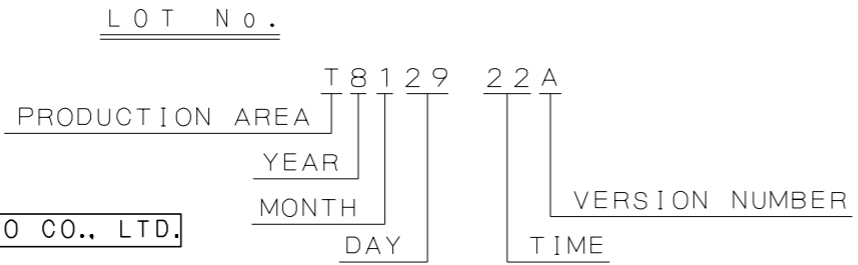 LOT No.
T8129 22A
PRODUCTION AREA
YEAR
MONTH
VERSION NUMBER
O CO., LTD.
DAY
TIME